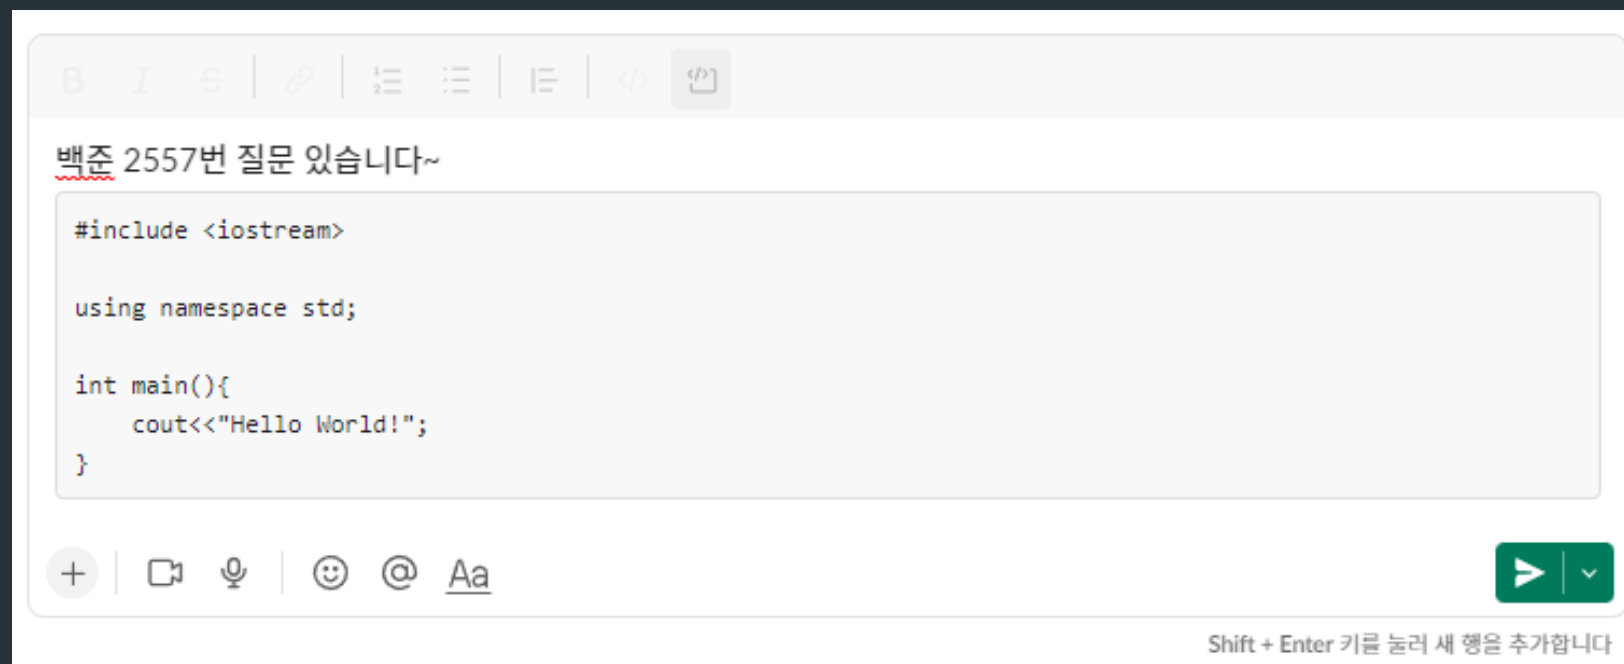 백준 2557번 질문 있습니다~
#include <iostream>
using namespace std;
int main(){
    cout<<"Hello World!";
}
Aa
Shift + Enter 키를 눌러 새 행을 추가합니다